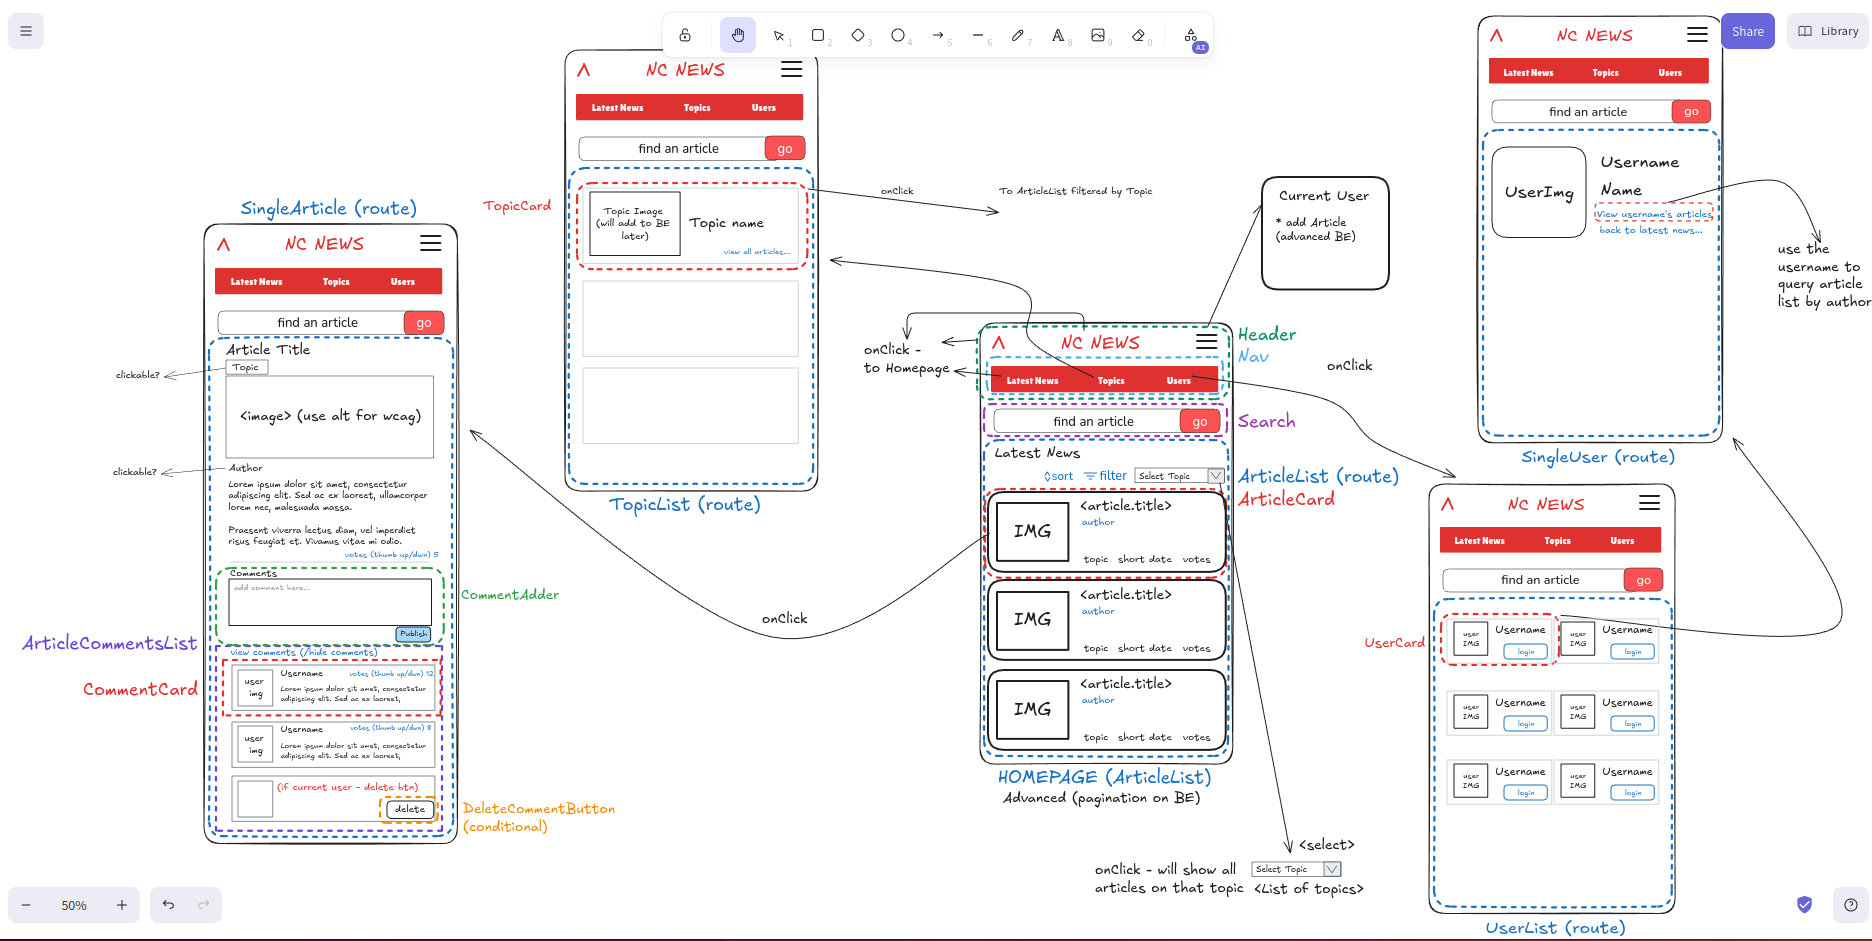 Share
Library
1
2
3
4
5
6
7
8
9
0
AI
SingleArticle (route)
NC NEWS
Latest News Topics Users
find an article go
Article Title
Topic
clickable?
<image> (use alt for wcag)
clickable?
Author
Lorem ipsum dolor sit amet, consectetur
adipiscing elit. Sed ac ex laoreet, ullamcorper
lorem nec, malesuada massa.
Praesent viverra lectus diam, vel imperdiet
risus feugiat et. Vivamus vitae mi odio.
votes (thumb up/dwn) 5
Comments
add comment here...
Publish
CommentAdder
ArticleCommentsList
view comments (/hide comments)
CommentCard
user
img
Username votes (thumb up/dwn) 12
Lorem ipsum dolor sit amet, consectetur
adipiscing elit. Sed ac ex laoreet,
user
img
Username votes (thumb up/dwn) 8
Lorem ipsum dolor sit amet, consectetur
adipiscing elit. Sed ac ex laoreet,
(if current user - delete btn)
delete
DeleteCommentButton
(conditional)
NC NEWS
Latest News Topics Users
find an article go
TopicCard
Topic Image
(will add to BE
later)
Topic name
view all articles...
onClick
To ArticleList filtered by Topic
TopicList (route)
onClick
Current User
* add Article
(advanced BE)
onClick -
to Homepage
NC NEWS
Header
Nav
Latest News Topics Users
onClick
find an article go
Search
Latest News
sort filter Select Topic
ArticleList (route)
ArticleCard
IMG
<article.title>
author
topic short date votes
IMG
<article.title>
author
topic short date votes
IMG
<article.title>
author
topic short date votes
HOMEPAGE (ArticleList)
Advanced (pagination on BE)
<select>
onClick - will show all
articles on that topic
Select Topic
<List of topics>
NC NEWS
Latest News Topics Users
find an article go
UserImg
Username
Name
View username's articles
back to latest news...
use the
username to
query article
list by author
SingleUser (route)
NC NEWS
Latest News Topics Users
find an article go
UserCard
user
IMG
Username
login
user
IMG
Username
login
user
IMG
Username
login
user
IMG
Username
login
user
IMG
Username
login
user
IMG
Username
login
UserList (route)
50%